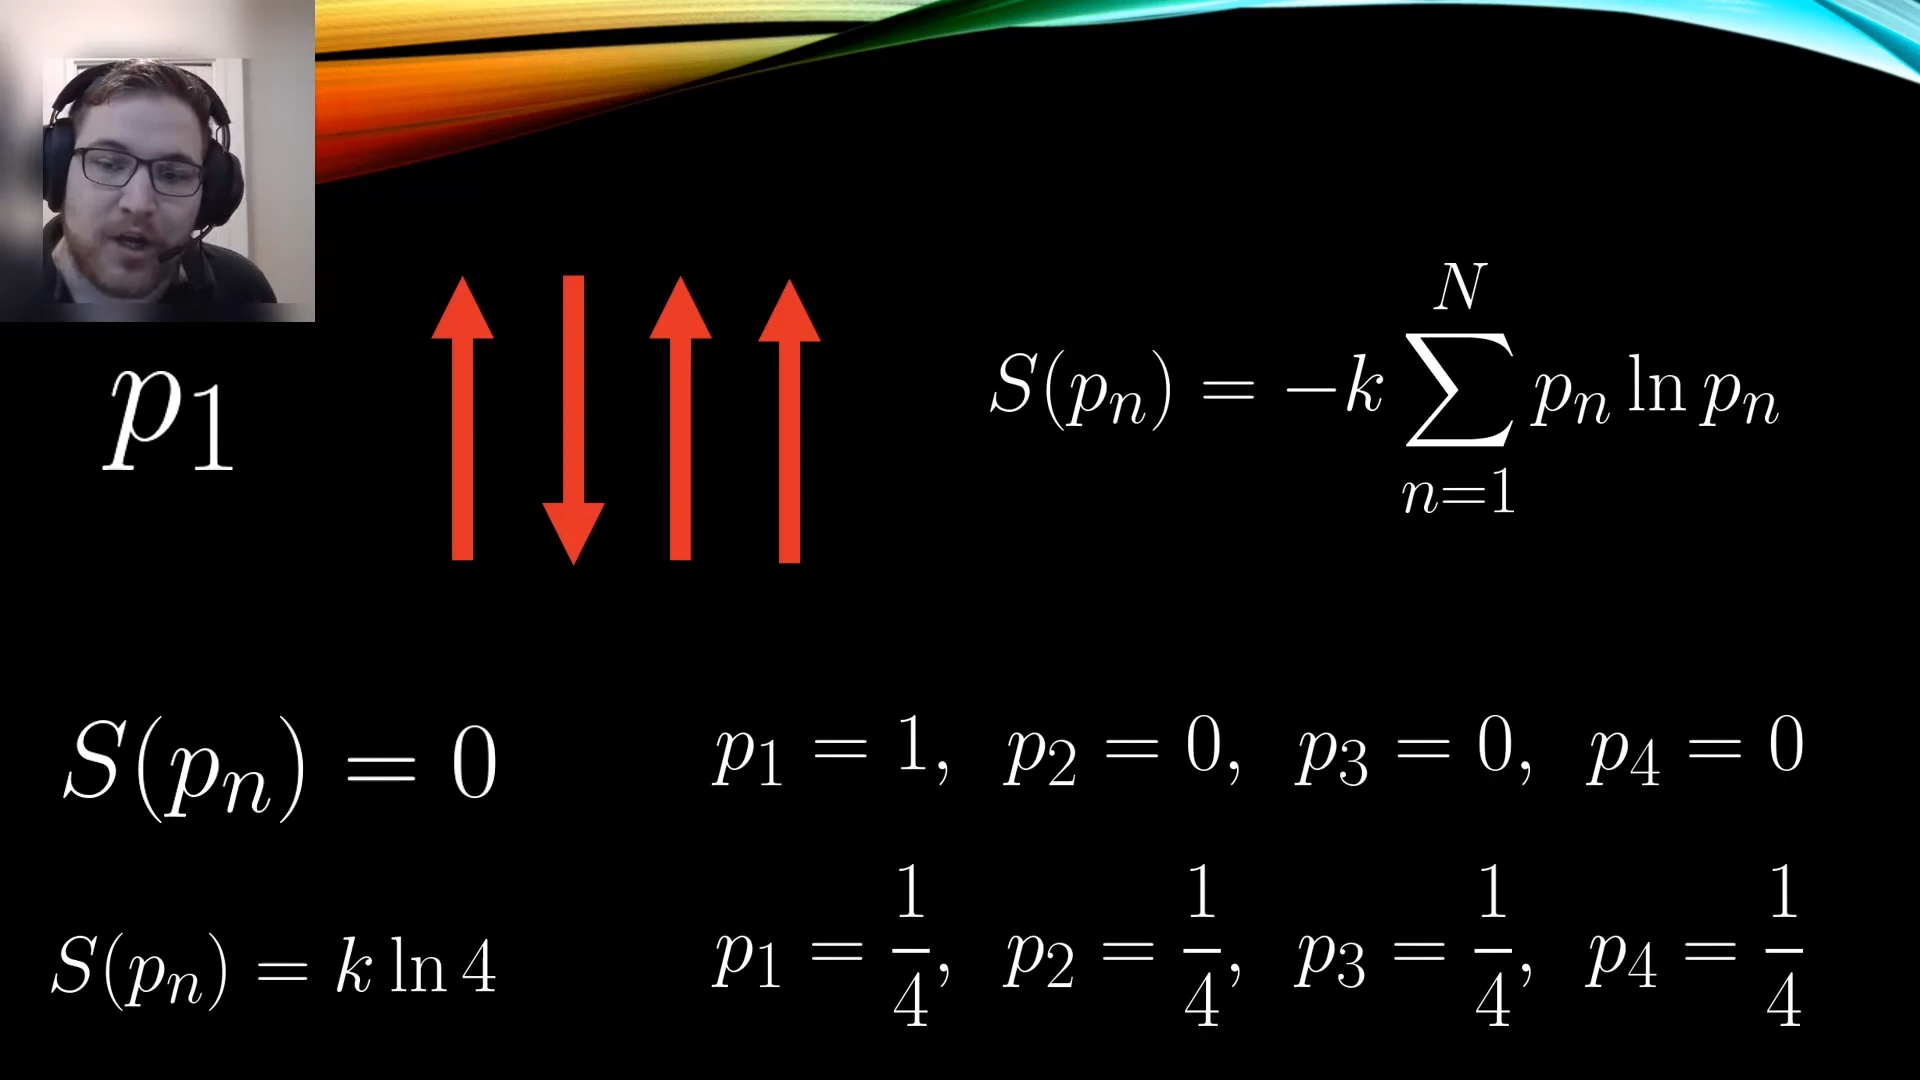 p₁
S(pₙ) = −k ∑ₙ₌₁ᴺ pₙ ln pₙ
S(pₙ) = 0
p₁ = 1, p₂ = 0, p₃ = 0, p₄ = 0
S(pₙ) = k ln 4
p₁ = 1/4, p₂ = 1/4, p₃ = 1/4, p₄ = 1/4